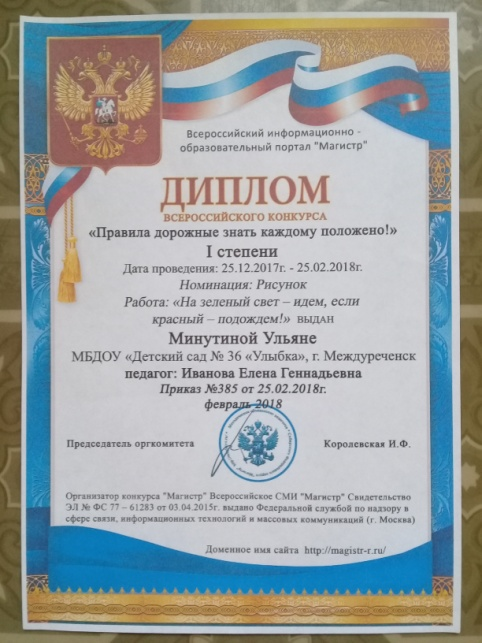 Всероссийский информационно -
образовательный портал "Магистр"
ДИПЛОМ
ВСЕРОССИЙСКОГО КОНКУРСА
«Правила дорожные знать каждому положено!»
I степени
Дата проведения: 25.12.2017г. - 25.02.2018г.
Номинация: Рисунок
Работа: «На зеленый свет – идем, если
красный – подождем!» ВЫДАН
Минутиной Ульяне
МБДОУ «Детский сад № 36 «Улыбка», г. Междуреченск
педагог: Иванова Елена Геннадьевна
Приказ №385 от 25.02.2018г.
февраль 2018
Председатель оргкомитета
Королевская И.Ф.
Организатор конкурса "Магистр" Всероссийское СМИ "Магистр" Свидетельство
ЭЛ № ФС 77 – 61283 от 03.04.2015г. выдано Федеральной службой по надзору в
сфере связи, информационных технологий и массовых коммуникаций (г. Москва)
Доменное имя сайта http://magistr-r.ru/